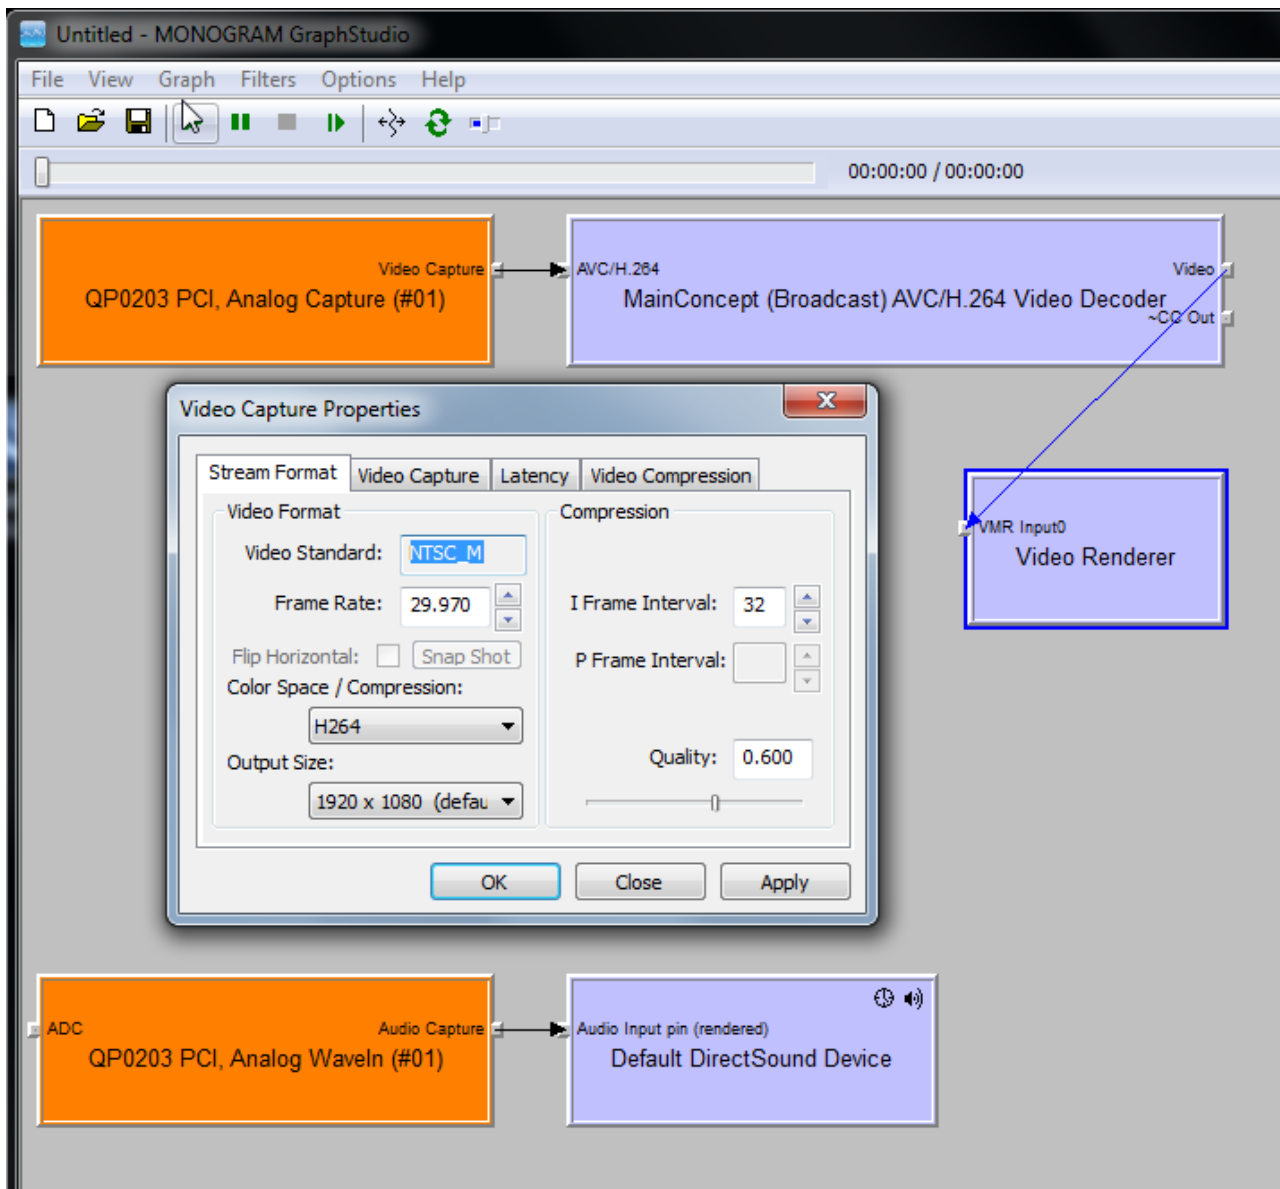 Untitled - MONOGRAM GraphStudio
File View Graph Filters Options Help
00:00:00 / 00:00:00
Video Capture
QP0203 PCI, Analog Capture (#01)
AVC/H.264
Video
MainConcept (Broadcast) AVC/H.264 Video Decoder
~CC Out
Video Capture Properties
Stream Format Video Capture Latency Video Compression
Video Format
Compression
Video Standard: NTSC_M
Frame Rate: 29.970
I Frame Interval: 32
Flip Horizontal: Snap Shot
P Frame Interval:
Color Space / Compression:
H264
Quality: 0.600
Output Size:
1920 x 1080 (defau
OK Close Apply
VMR Input0
Video Renderer
ADC
Audio Capture
QP0203 PCI, Analog WaveIn (#01)
Audio Input pin (rendered)
Default DirectSound Device